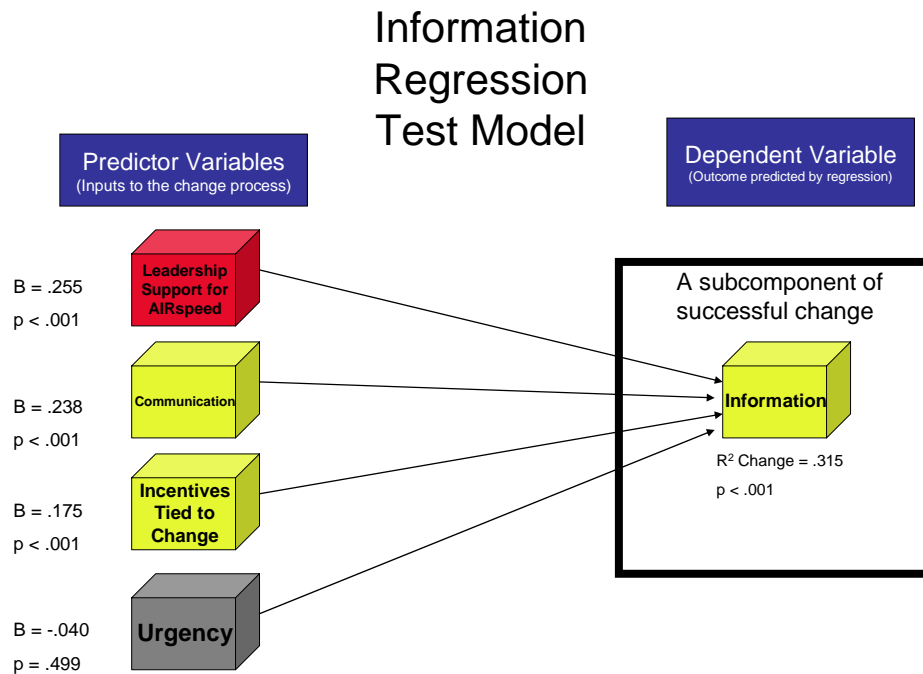 Information
Regression
Test Model
Predictor Variables
(Inputs to the change process)
Dependent Variable
(Outcome predicted by regression)
B = .255
p < .001
Leadership
Support for
AIRspeed
B = .238
p < .001
Communication
B = .175
p < .001
Incentives
Tied to
Change
B = -.040
p = .499
Urgency
A subcomponent of
successful change
Information
R² Change = .315
p < .001